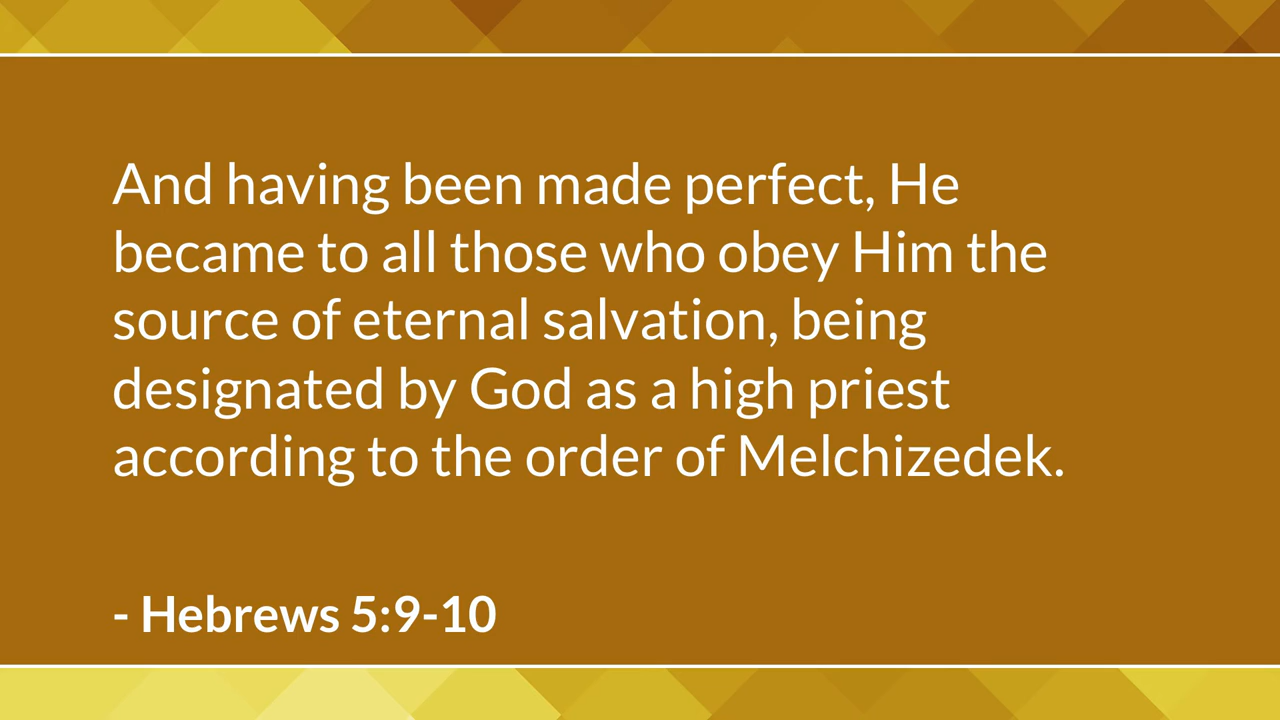 And having been made perfect, He
became to all those who obey Him the
source of eternal salvation, being
designated by God as a high priest
according to the order of Melchizedek.
- Hebrews 5:9-10